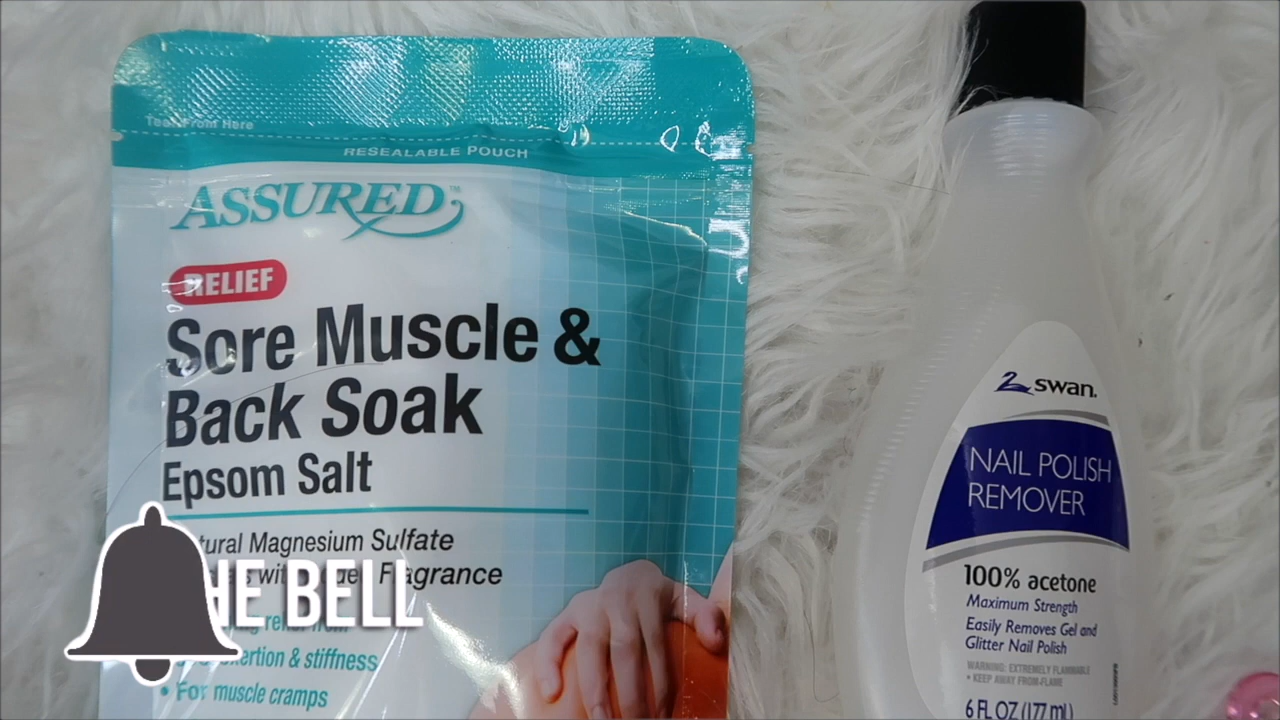 Tear From Here
RESEALABLE POUCH
ASSURED™
RELIEF
Sore Muscle &
Back Soak
Epsom Salt
Magnesium Sulfate
Fragrance
HE BELL
& stiffness
• For muscle cramps
swan.
NAIL POLISH
REMOVER
100% acetone
Maximum Strength
Easily Removes Gel and
Glitter Nail Polish
WARNING: EXTREMELY FLAMMABLE
• KEEP AWAY FROM FLAME
6 FL OZ (177 mL)